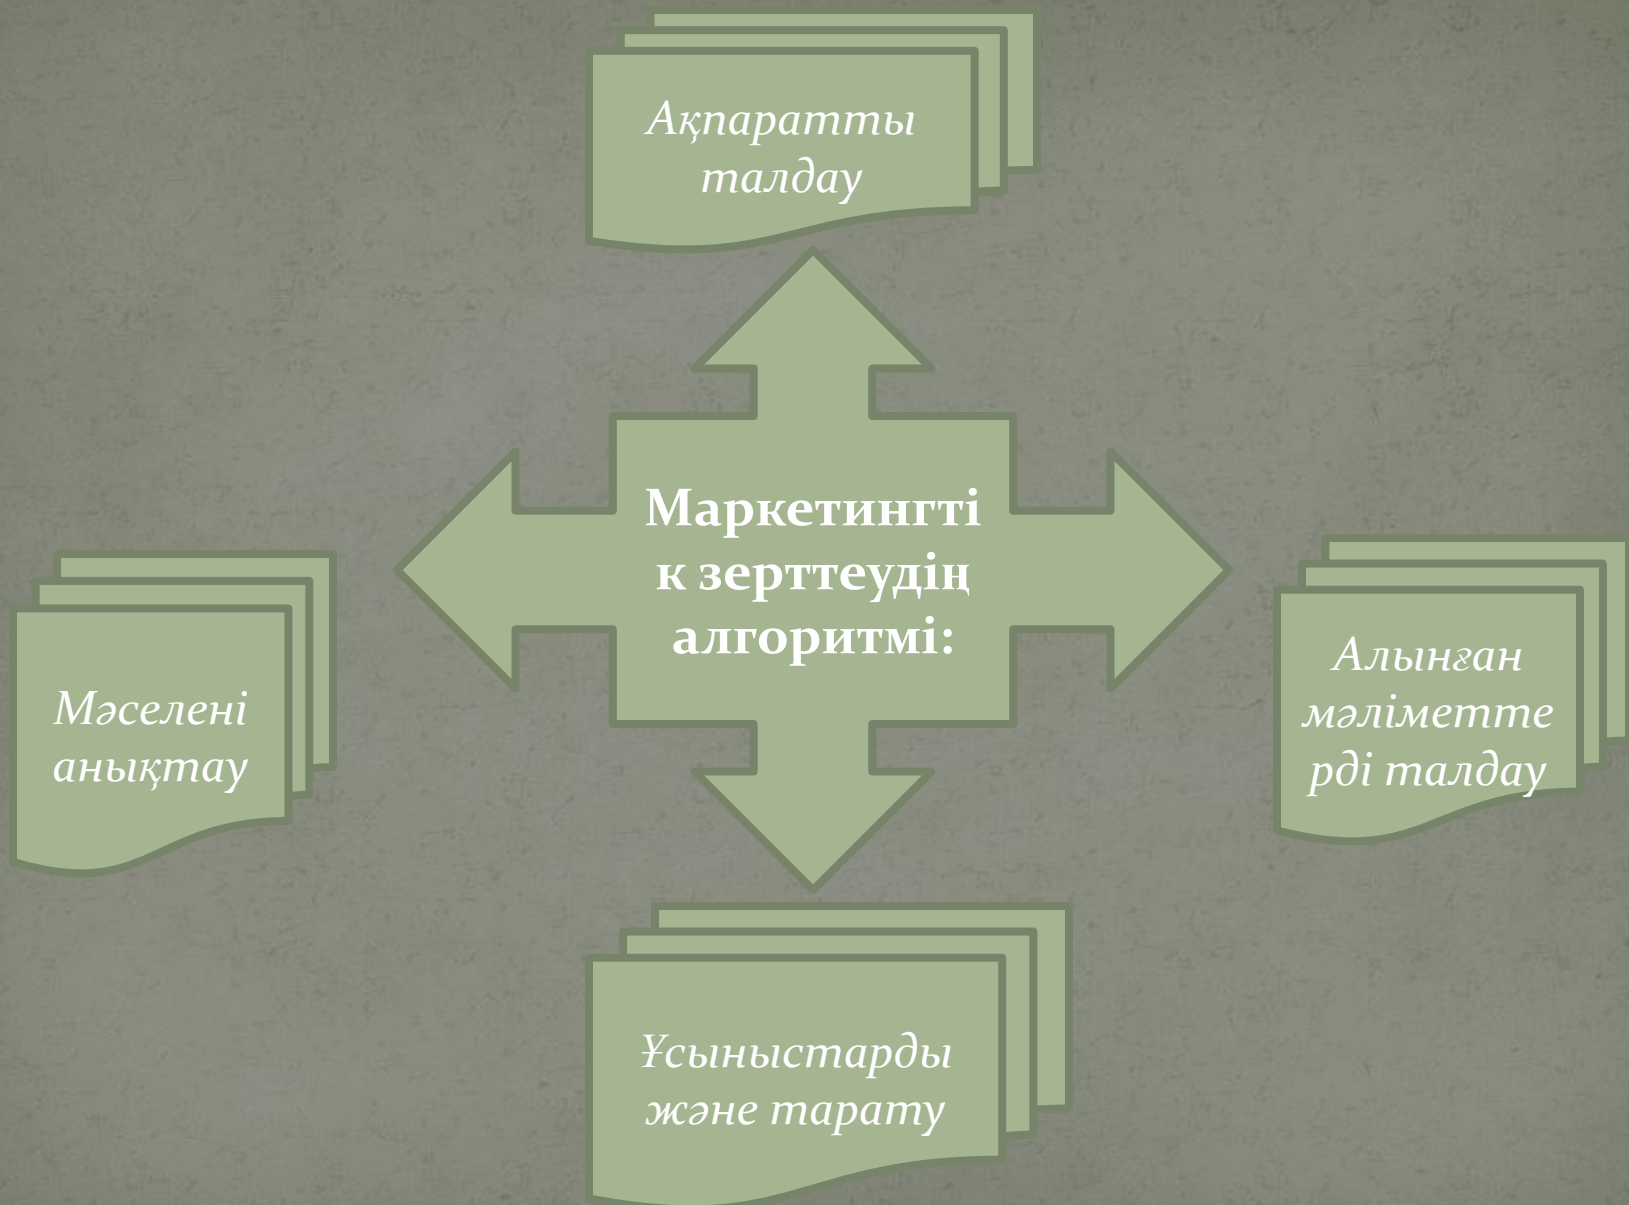 Ақпаратты
талдау
Маркетингті
к зерттеудің
алгоритмі:
Мәселені
анықтау
Алынған
мәліметте
рді талдау
Ұсыныстарды
және тарату